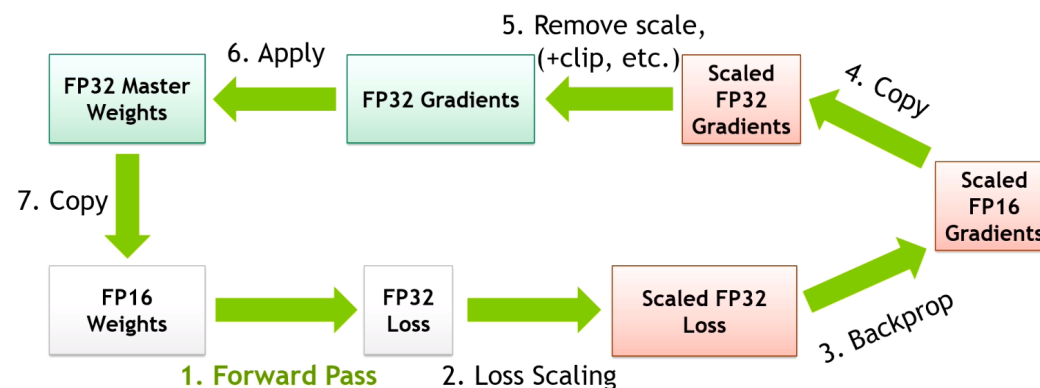 5. Remove scale,
(+clip, etc.)
6. Apply
4. Copy
FP32 Master
Weights
FP32 Gradients
Scaled
FP32
Gradients
Scaled
FP16
Gradients
7. Copy
FP16
Weights
FP32
Loss
Scaled FP32
Loss
3. Backprop
1. Forward Pass
2. Loss Scaling